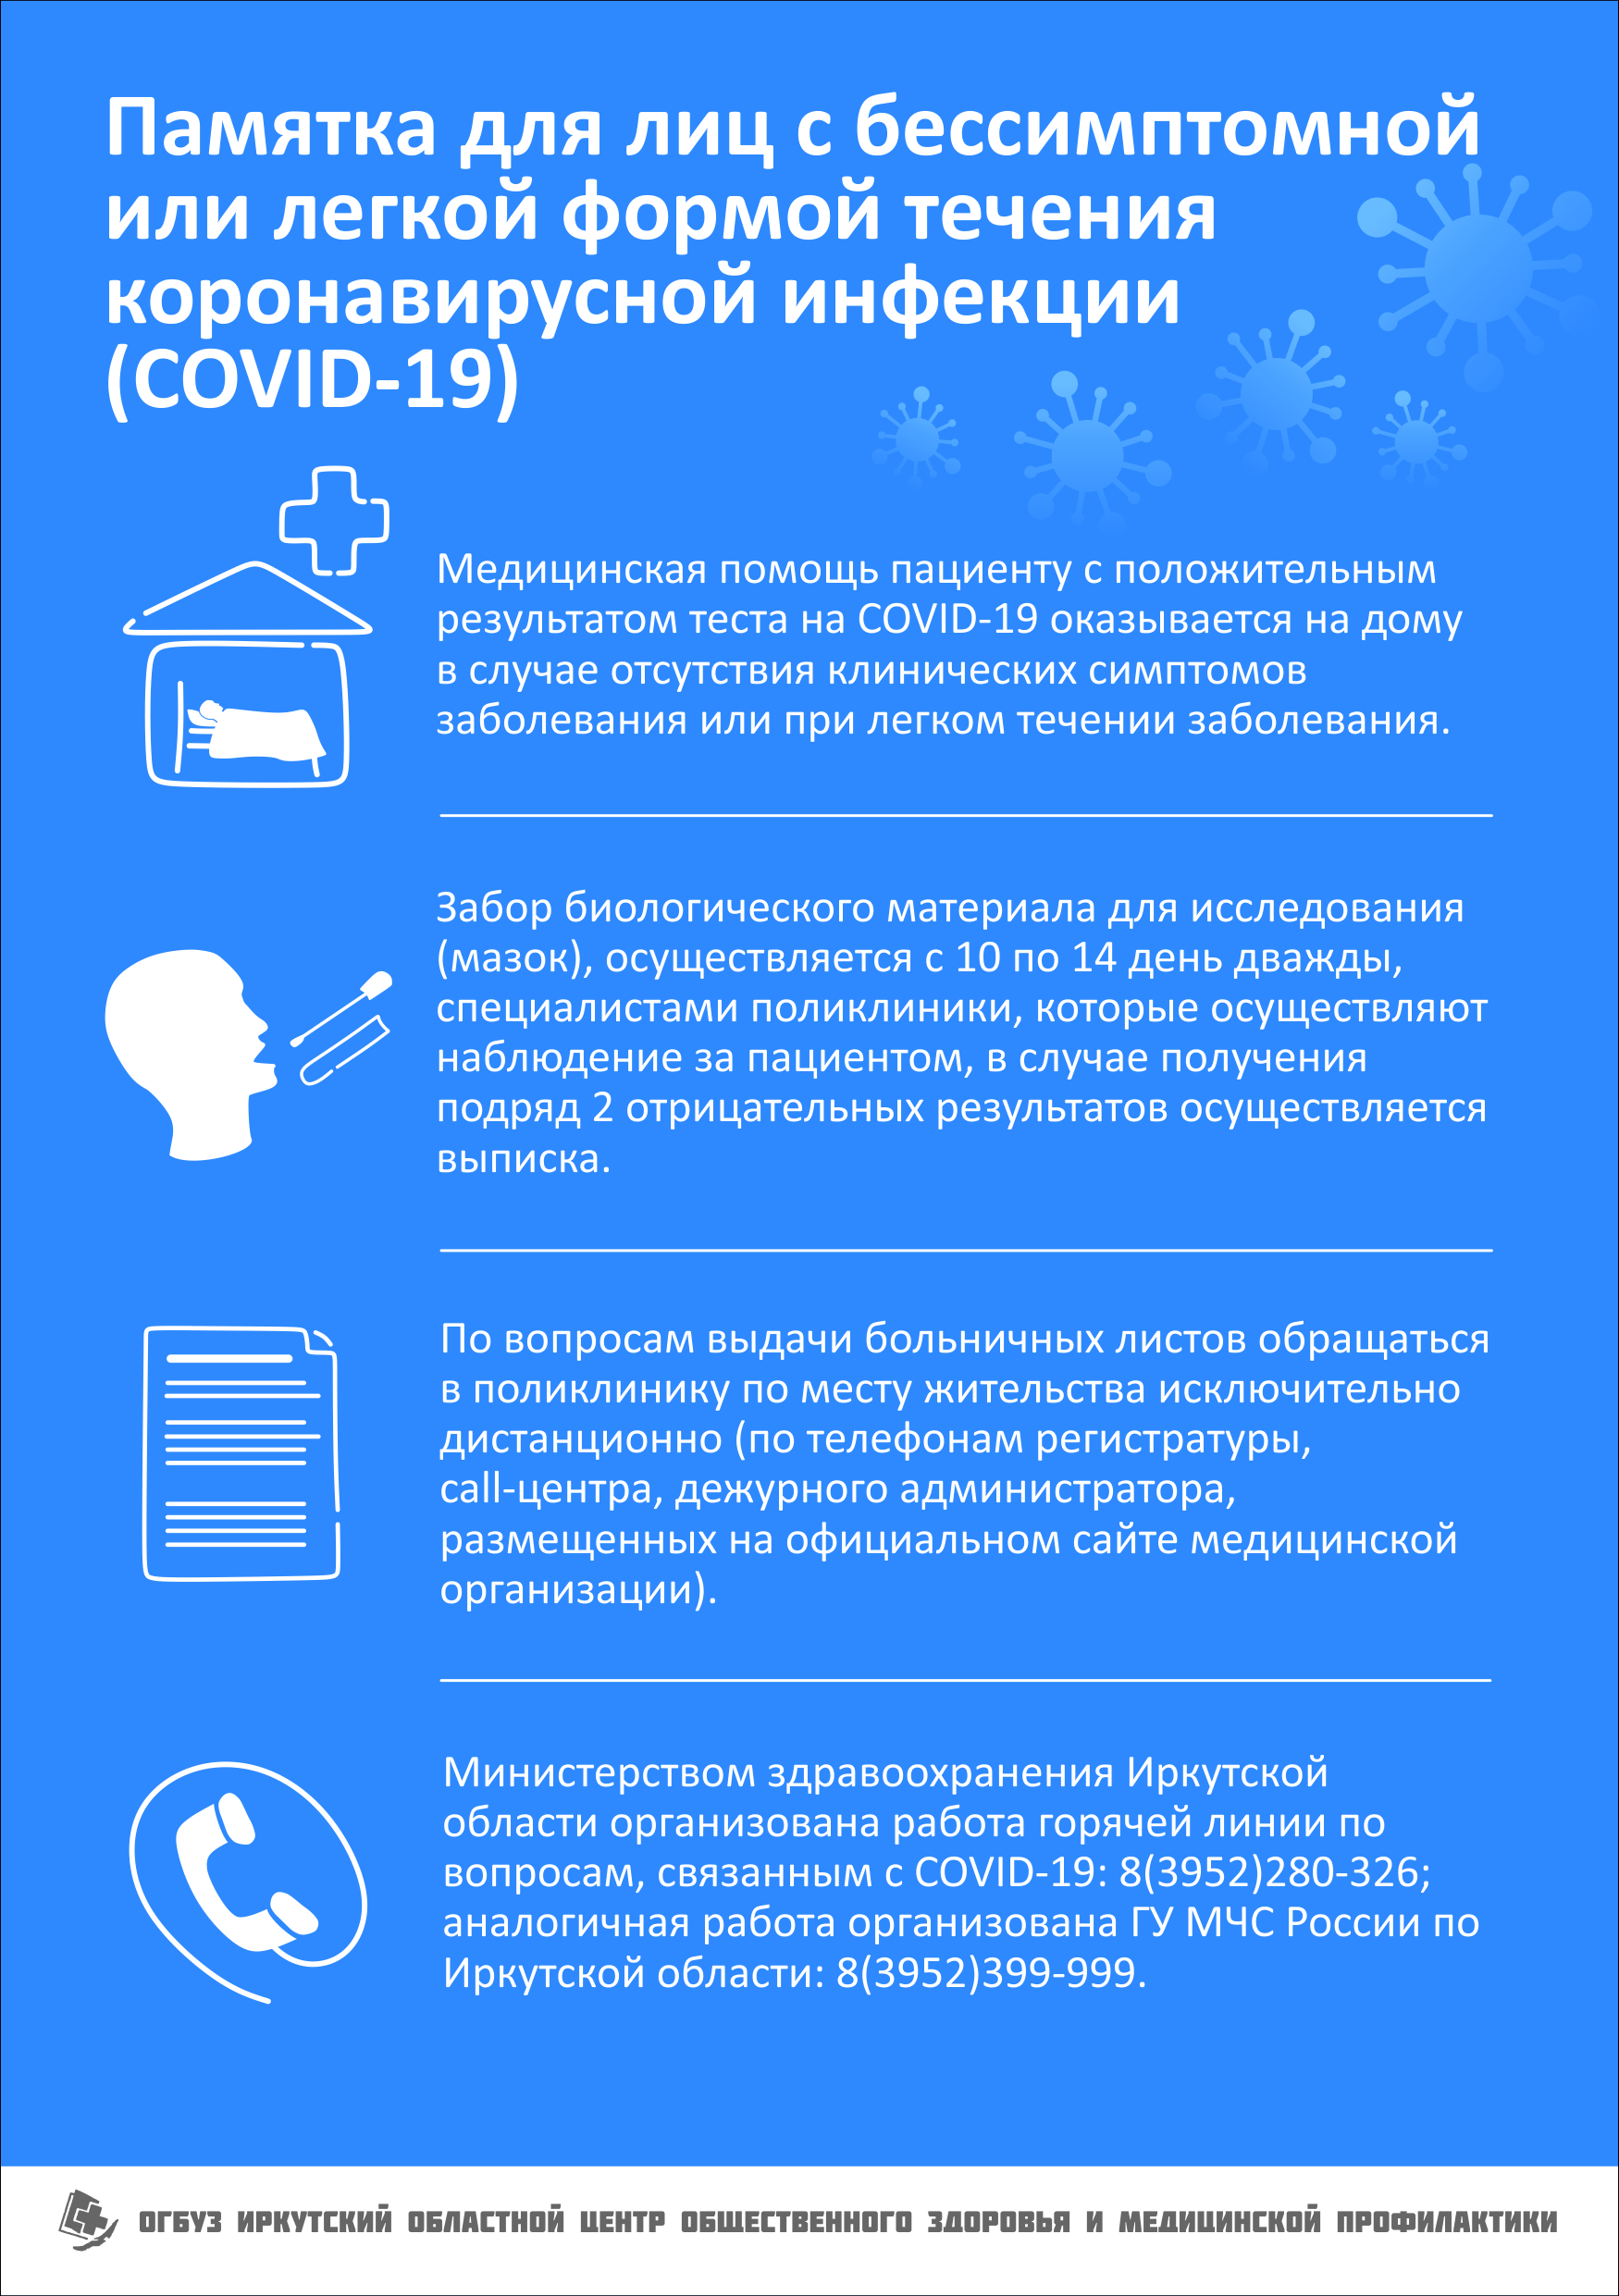 Памятка для лиц с бессимптомной
или легкой формой течения
коронавирусной инфекции
(COVID-19)
Медицинская помощь пациенту с положительным
результатом теста на COVID-19 оказывается на дому
в случае отсутствия клинических симптомов
заболевания или при легком течении заболевания.
Забор биологического материала для исследования
(мазок), осуществляется с 10 по 14 день дважды,
специалистами поликлиники, которые осуществляют
наблюдение за пациентом, в случае получения
подряд 2 отрицательных результатов осуществляется
выписка.
По вопросам выдачи больничных листов обращаться
в поликлинику по месту жительства исключительно
дистанционно (по телефонам регистратуры,
call-центра, дежурного администратора,
размещенных на официальном сайте медицинской
организации).
Министерством здравоохранения Иркутской
области организована работа горячей линии по
вопросам, связанным с COVID-19: 8(3952)280-326;
аналогичная работа организована ГУ МЧС России по
Иркутской области: 8(3952)399-999.
ОГБУЗ ИРКУТСКИЙ ОБЛАСТНОЙ ЦЕНТР ОБЩЕСТВЕННОГО ЗДОРОВЬЯ И МЕДИЦИНСКОЙ ПРОФИЛАКТИКИ